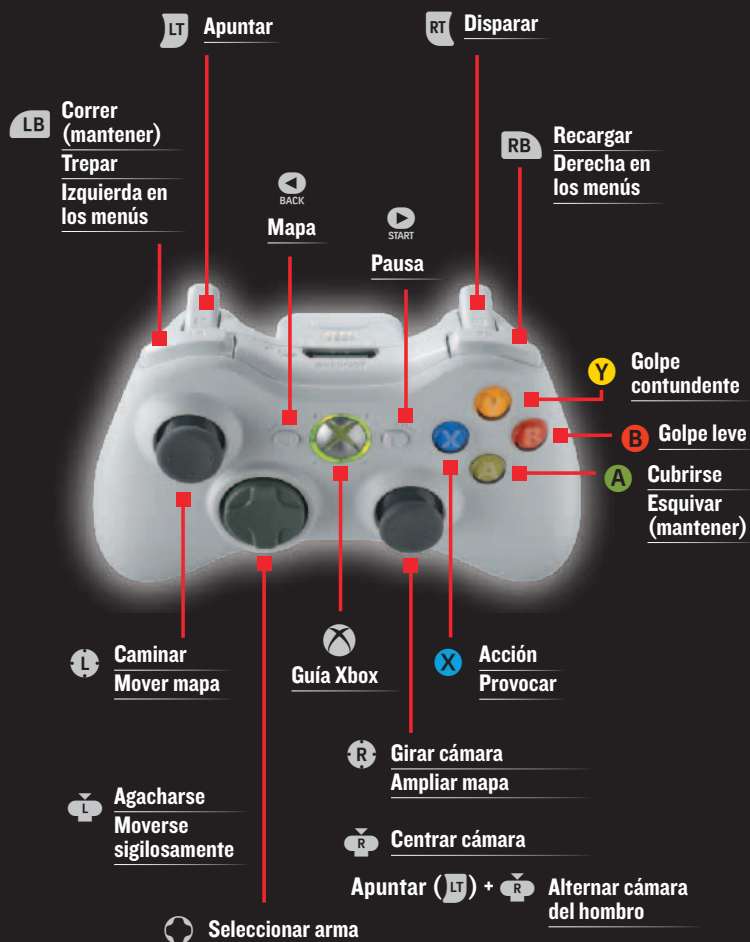 LT Apuntar
RT Disparar
LB Correr
(mantener)
Trepar
Izquierda en
los menús
RB Recargar
Derecha en
los menús
BACK
Mapa
START
Pausa
Y Golpe
contundente
B Golpe leve
A Cubrirse
Esquivar
(mantener)
Y
X
B
A
L Caminar
Mover mapa
Guía Xbox
X Acción
Provocar
R Girar cámara
Ampliar mapa
L Agacharse
Moverse
sigilosamente
R Centrar cámara
Apuntar (LT) + R Alternar cámara
del hombro
Seleccionar arma